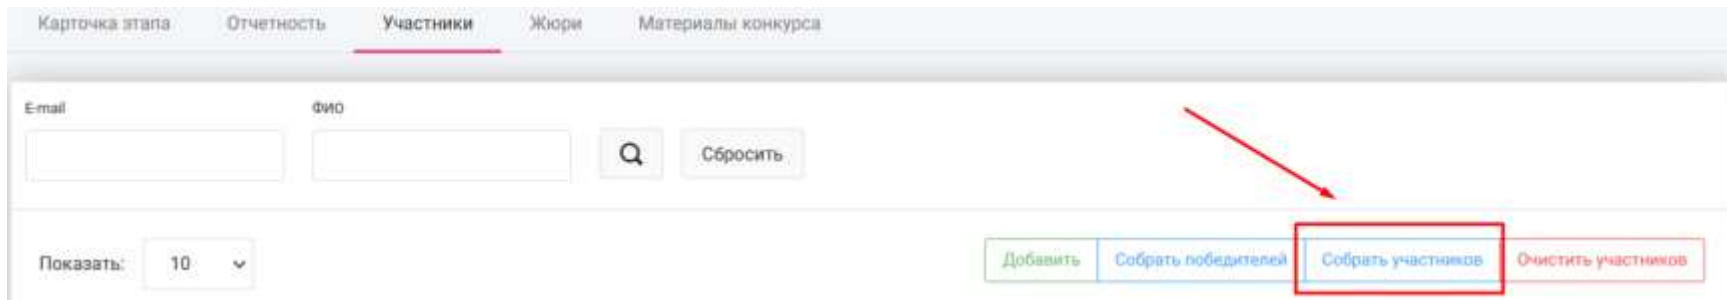 Карточка этапа Отчетность Участники Жюри Материалы конкурса
E-mail ФИО
Сбросить
Показать: 10 Добавить Собрать победителей Собрать участников Очистить участников